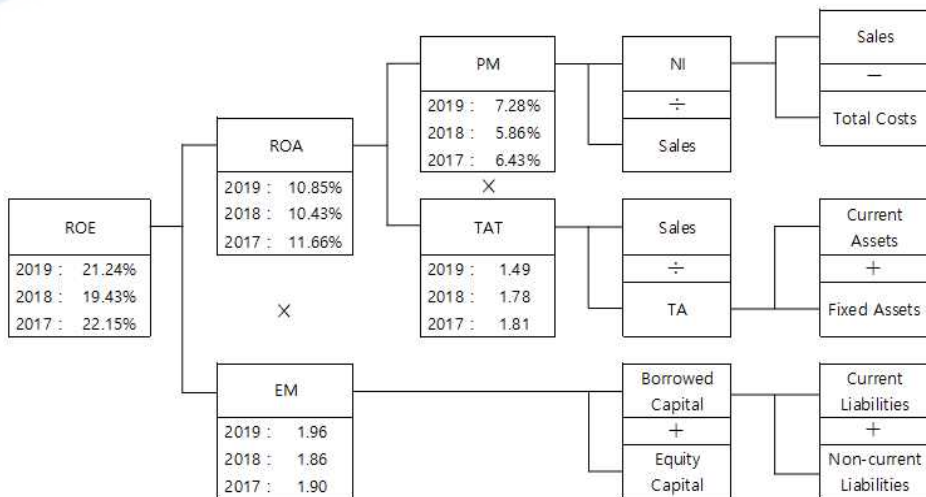 ROE
2019 : 21.24%
2018 : 19.43%
2017 : 22.15%
ROA
2019 : 10.85%
2018 : 10.43%
2017 : 11.66%
×
EM
2019 : 1.96
2018 : 1.86
2017 : 1.90
PM
2019 : 7.28%
2018 : 5.86%
2017 : 6.43%
×
TAT
2019 : 1.49
2018 : 1.78
2017 : 1.81
NI
÷
Sales
Sales
÷
TA
Borrowed
Capital
+
Equity
Capital
Sales
−
Total Costs
Current
Assets
+
Fixed Assets
Current
Liabilities
+
Non-current
Liabilities